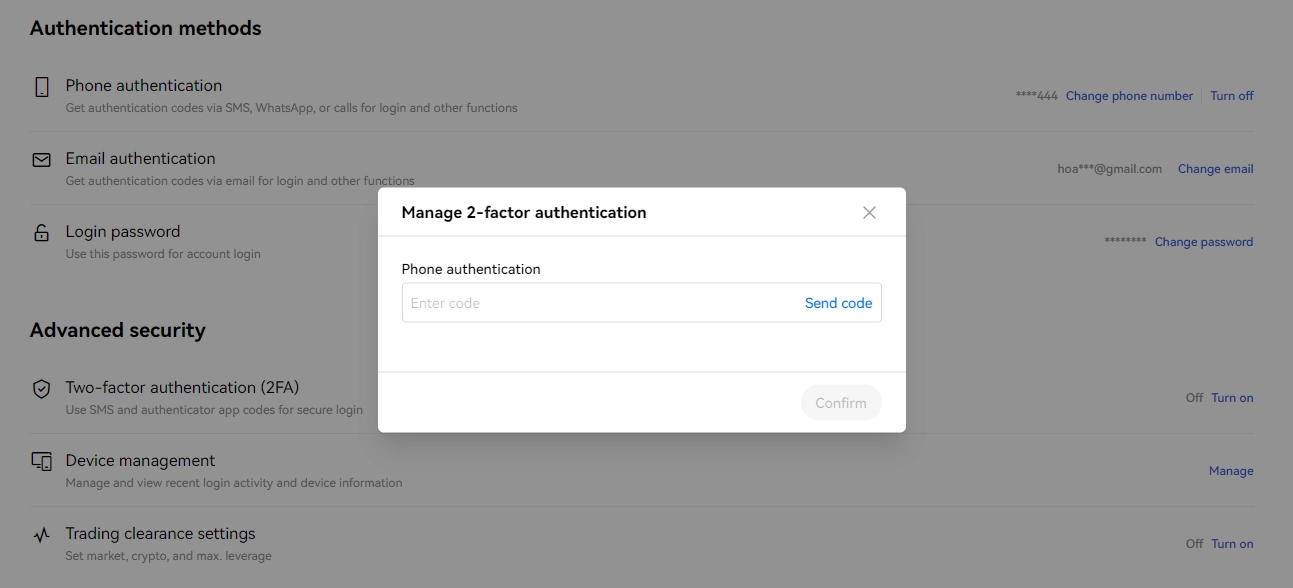 Authentication methods
Phone authentication
Get authentication codes via SMS, WhatsApp, or calls for login and other functions
****444 Change phone number Turn off
Email authentication
Get authentication codes via email for login and other functions
hoa***@gmail.com Change email
Login password
Use this password for account login
******** Change password
Manage 2-factor authentication
Phone authentication
Enter code Send code
Confirm
Advanced security
Two-factor authentication (2FA)
Use SMS and authenticator app codes for secure login
Off Turn on
Device management
Manage and view recent login activity and device information
Manage
Trading clearance settings
Set market, crypto, and max. leverage
Off Turn on